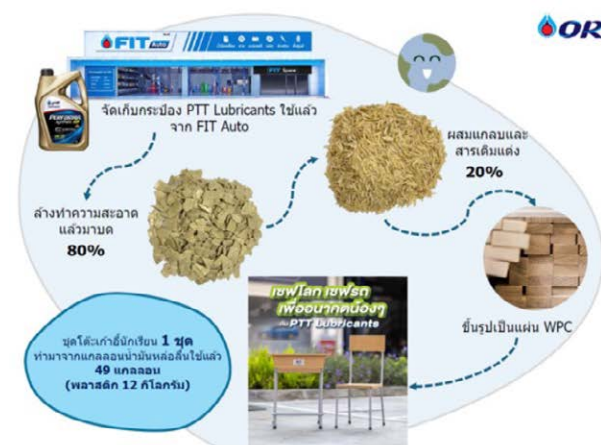 FIT Auto
OR
FIT Auto
จัดเก็บกระป๋อง PTT Lubricants ใช้แล้ว
จาก FIT Auto
ผสมแกลบและ
สารเติมแต่ง
20%
ล้างทำความสะอาด
แล้วมาบด
80%
เซฟโลก เซฟรถ
เพื่ออนาคตน้องๆ
PTT Lubricants
ขึ้นรูปเป็นแผ่น WPC
ชุดโต๊ะเก้าอี้นักเรียน 1 ชุด
ทำมาจากแกลลอนน้ำมันหล่อลื่นใช้แล้ว
49 แกลลอน
(พลาสติก 12 กิโลกรัม)